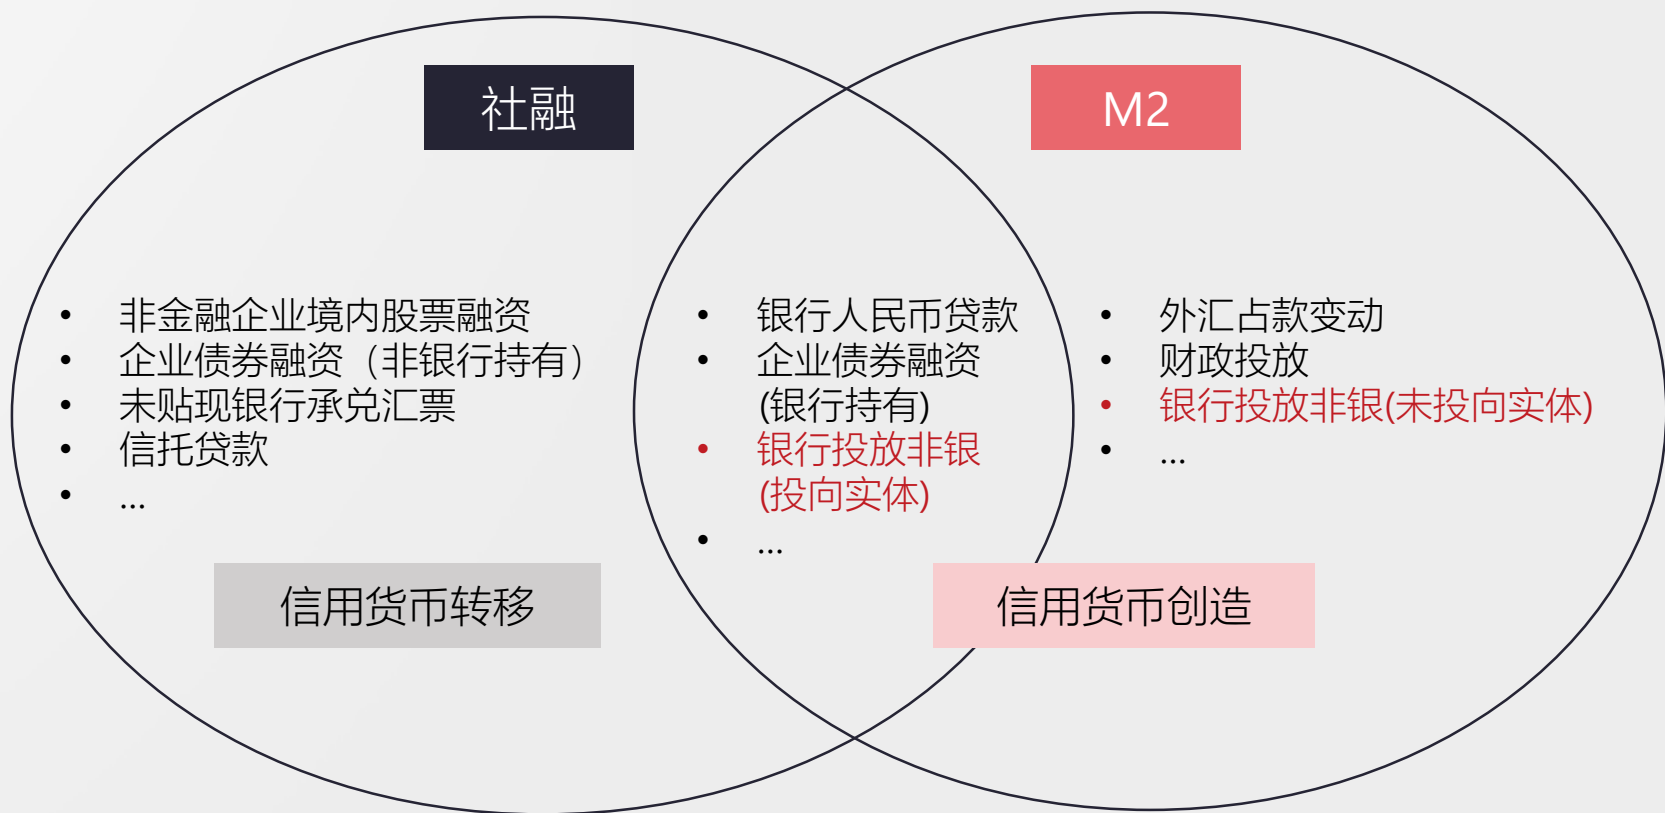 社融
M2
• 非金融企业境内股票融资
• 企业债券融资（非银行持有）
• 未贴现银行承兑汇票
• 信托贷款
• ...
• 银行人民币贷款
• 企业债券融资
(银行持有)
• 银行投放非银
(投向实体)
• ...
• 外汇占款变动
• 财政投放
• 银行投放非银(未投向实体)
• ...
信用货币转移
信用货币创造